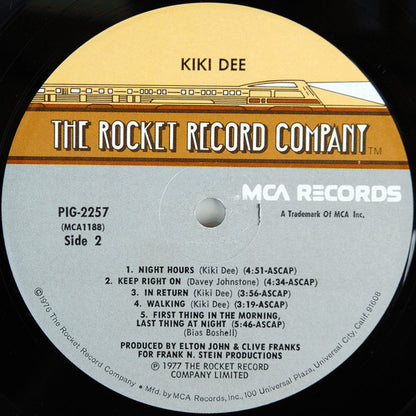 KIKI DEE
THE ROCKET RECORD COMPANY TM
MCA RECORDS
A Trademark Of MCA Inc.
PIG-2257
(MCA1188)
Side 2
1
1. NIGHT HOURS (Kiki Dee) (4:51-ASCAP)
2. KEEP RIGHT ON (Davey Johnstone) (4:34-ASCAP)
3. IN RETURN (Kiki Dee) (3:56-ASCAP)
4. WALKING (Kiki Dee) (3:19-ASCAP)
5. FIRST THING IN THE MORNING,
LAST THING AT NIGHT (5:46-ASCAP)
(Bias Boshell)
PRODUCED BY ELTON JOHN & CLIVE FRANKS
FOR FRANK N. STEIN PRODUCTIONS
℗ 1977 THE ROCKET RECORD
COMPANY LIMITED
©1975 The Rocket Record Company • Mfd. by MCA Records, Inc., 100 Universal Plaza, Universal City, Calif. 91608